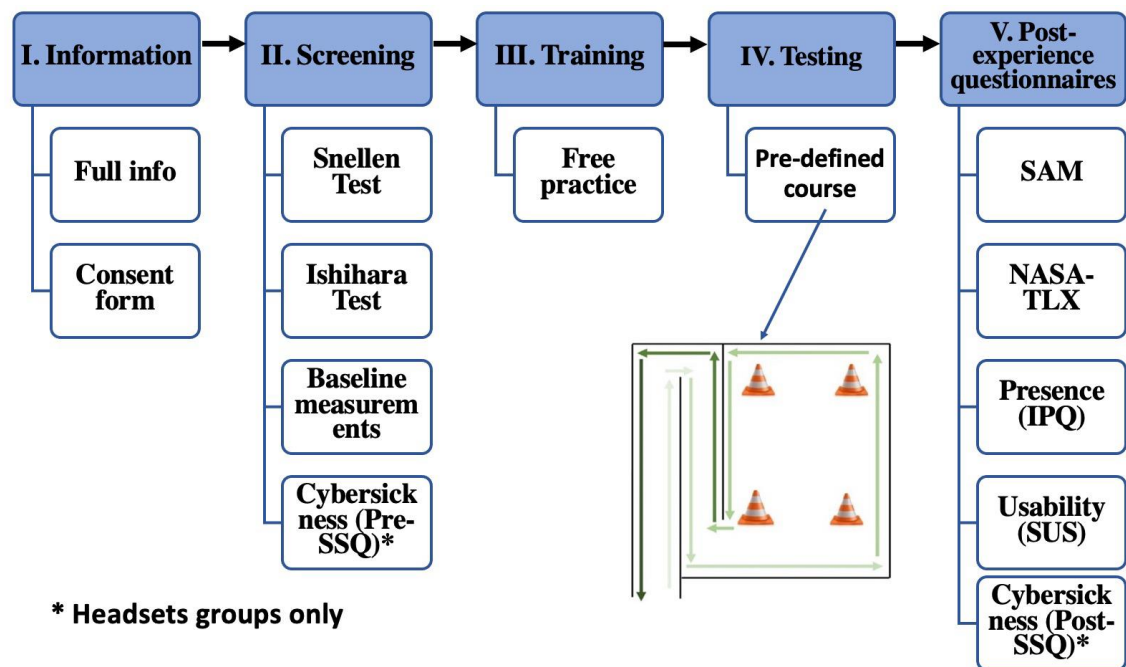 I. Information
II. Screening
III. Training
IV. Testing
V. Post-
experience
questionnaires
Full info
Consent
form
Snellen
Test
Ishihara
Test
Baseline
measurem
ents
Cybersick
ness (Pre-
SSQ)*
Free
practice
Pre-defined
course
SAM
NASA-
TLX
Presence
(IPQ)
Usability
(SUS)
Cybersick
ness (Post-
SSQ)*
* Headsets groups only